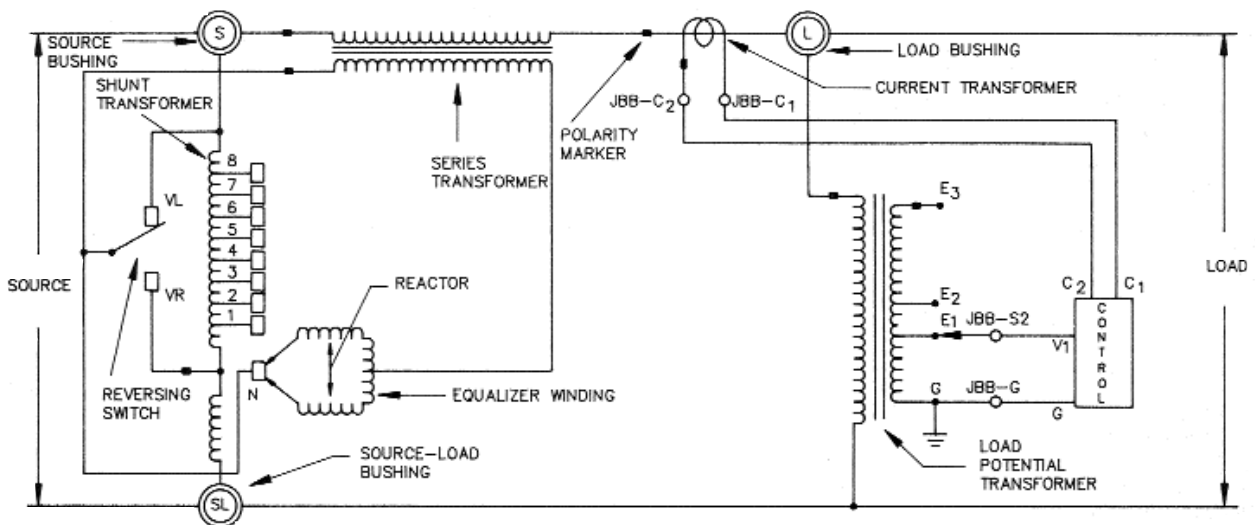 S
SOURCE
BUSHING
L
LOAD BUSHING
SHUNT
TRANSFORMER
JBB-C2
JBB-C1
CURRENT TRANSFORMER
POLARITY
MARKER
SERIES
TRANSFORMER
8
7
6
5
4
3
2
1
VL
VR
E3
E2
E1
JBB-S2
V1
C2
C1
CONTROL
SOURCE
LOAD
REACTOR
REVERSING
SWITCH
N
EQUALIZER WINDING
G
JBB-G
G
SOURCE-LOAD
BUSHING
LOAD
POTENTIAL
TRANSFORMER
SL